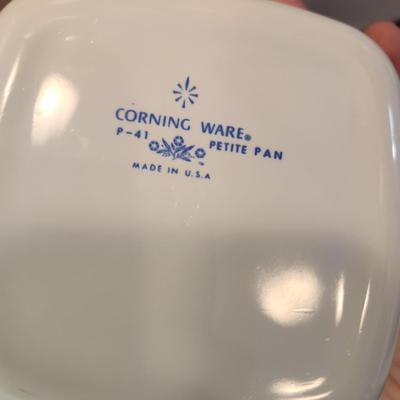 CORNING WARE®
P-41 PETITE PAN
MADE IN U.S.A